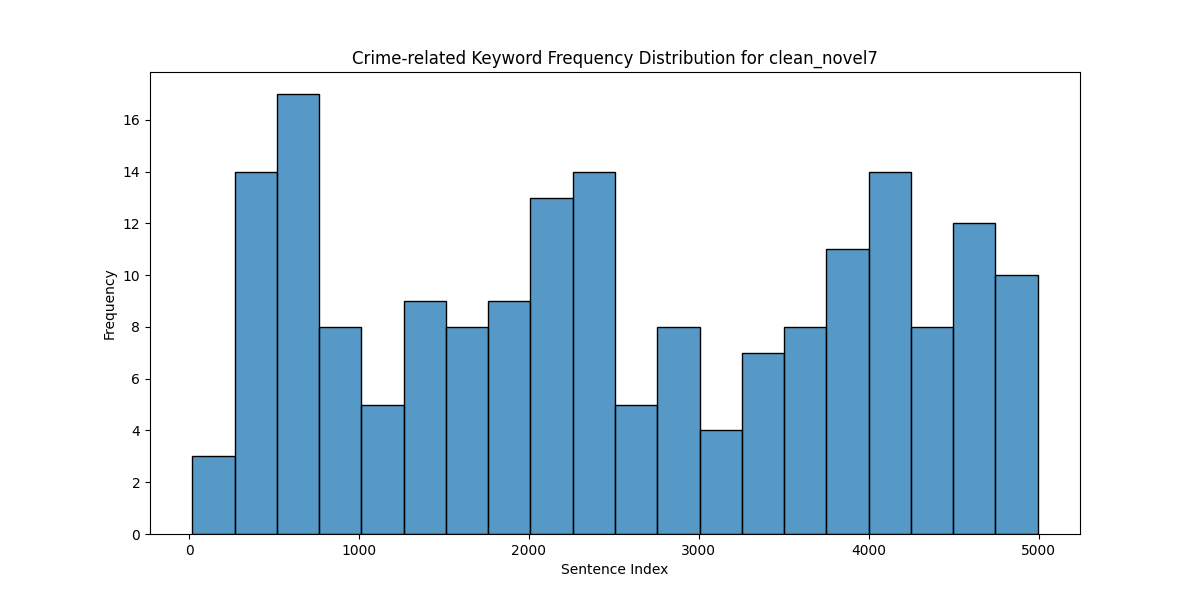 Crime-related Keyword Frequency Distribution for clean_novel7
Frequency
16
14
12
10
8
6
4
2
0
0 1000 2000 3000 4000 5000
Sentence Index